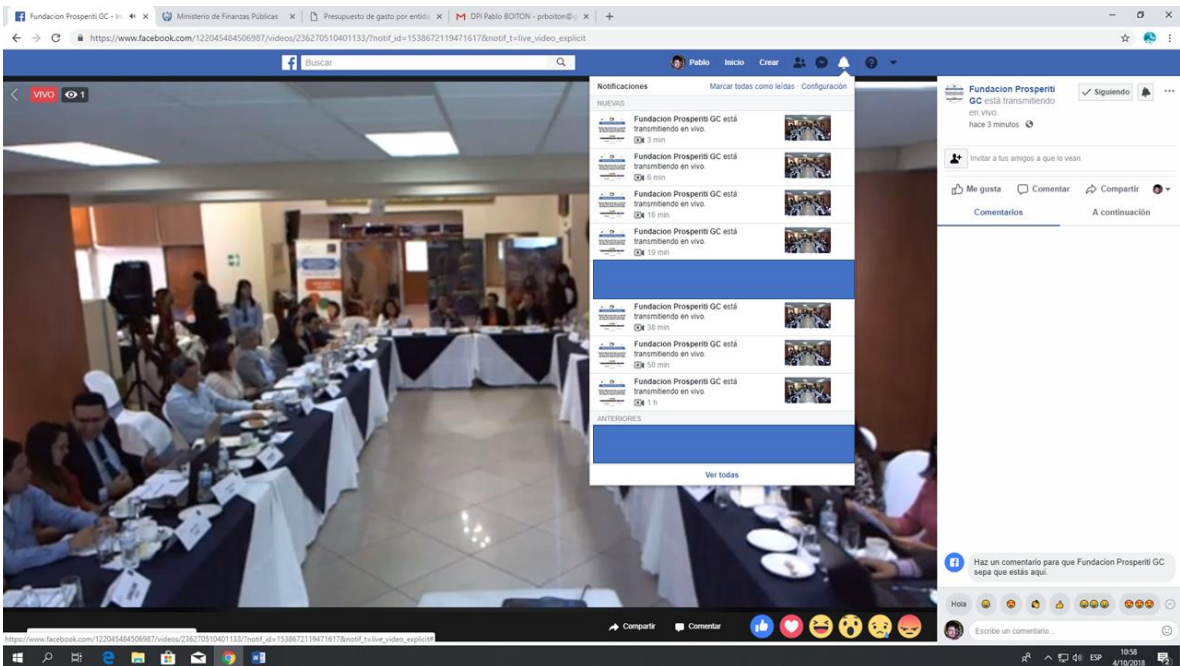 Fundacion Prosperiti GC - In
Ministerio de Finanzas Públicas
Presupuesto de gasto por entida
DPI Pablo BOITON - prboiton@g
https://www.facebook.com/122045484506987/videos/236270510401133/?notif_id=1538672119471617&notif_t=live_video_explicit
Buscar
Pablo Inicio Crear
VIVO 1
Notificaciones Marcar todas como leídas · Configuración
NUEVAS
Fundacion Prosperiti GC está
transmitiendo en vivo.
3 min
Fundacion Prosperiti GC está
transmitiendo en vivo.
6 min
Fundacion Prosperiti GC está
transmitiendo en vivo.
16 min
Fundacion Prosperiti GC está
transmitiendo en vivo.
19 min
Fundacion Prosperiti GC está
transmitiendo en vivo.
38 min
Fundacion Prosperiti GC está
transmitiendo en vivo.
50 min
Fundacion Prosperiti GC está
transmitiendo en vivo.
1 h
ANTERIORES
Ver todas
Fundacion Prosperiti
GC está transmitiendo
en vivo.
hace 3 minutos
Siguiendo
Invitar a tus amigos a que lo vean
Me gusta Comentar Compartir
Comentarios A continuación
Haz un comentario para que Fundacion Prosperiti GC
sepa que estás aquí.
Hola
Escribe un comentario...
Compartir Comentar
https://www.facebook.com/122045484506987/videos/236270510401133/?notif_id=1538672119471617&notif_t=live_video_explicit#
ESP
10:58
4/10/2018